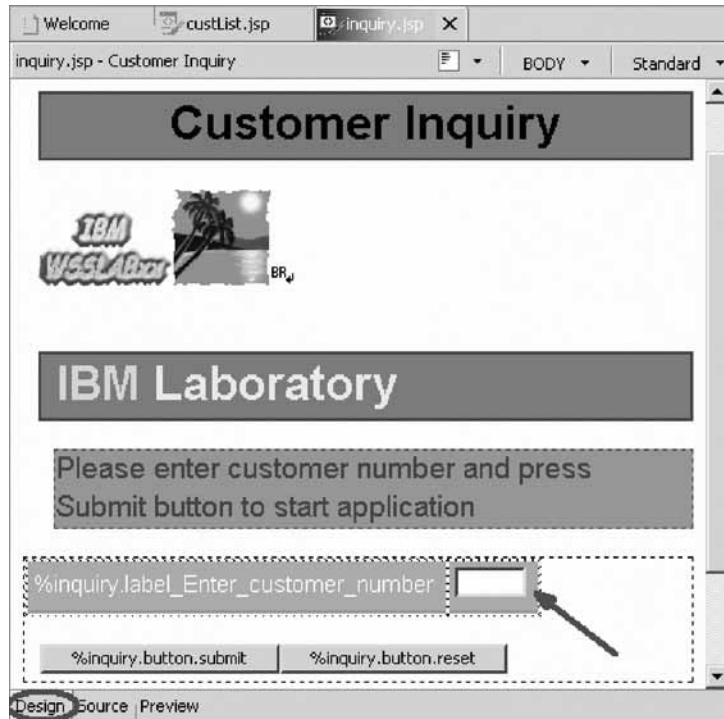 Welcome custList.jsp inquiry.jsp
inquiry.jsp - Customer Inquiry BODY Standard
Customer Inquiry
IBM
WSSLABxx
BR
IBM Laboratory
Please enter customer number and press
Submit button to start application
%inquiry.label_Enter_customer_number
%inquiry.button.submit %inquiry.button.reset
Design Source Preview